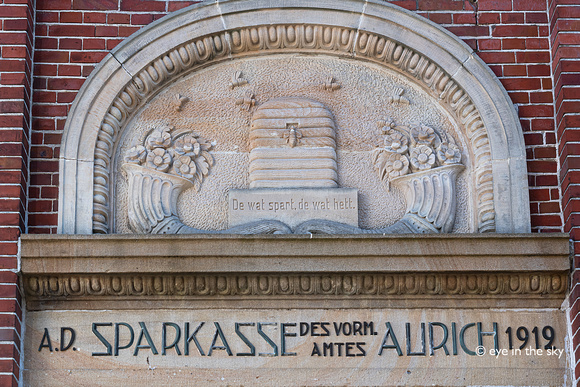 De wat spart, de wat hett.
A.D. SPARKASSE DES VORM. AMTES AURICH 1919.
© eye in the sky